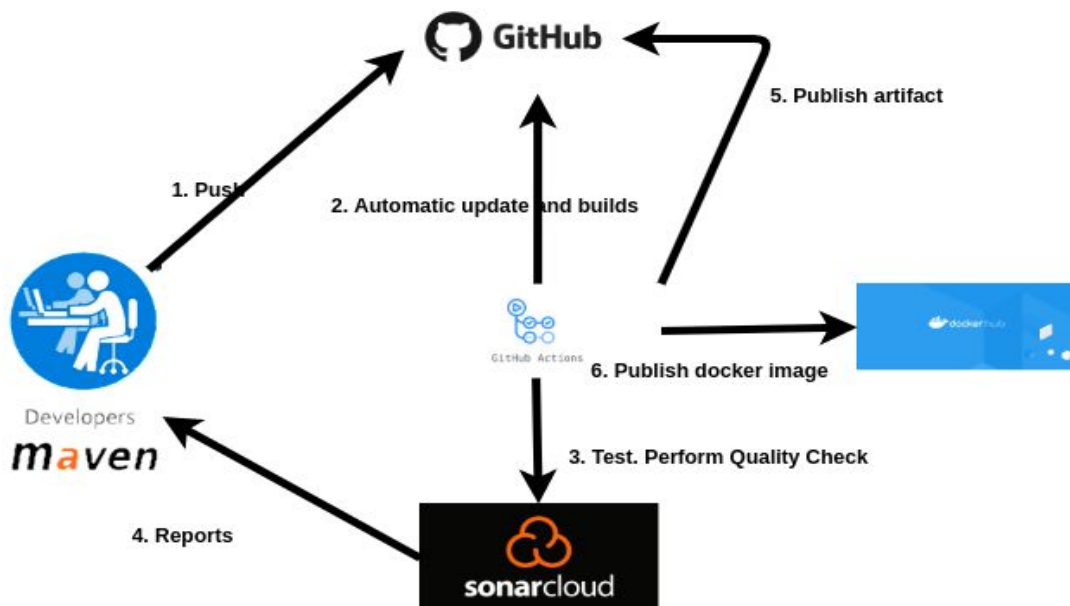 GitHub
5. Publish artifact
1. Push
2. Automatic update and builds
dockerhub
GitHub Actions
6. Publish docker image
Developers
maven
3. Test. Perform Quality Check
4. Reports
sonarcloud